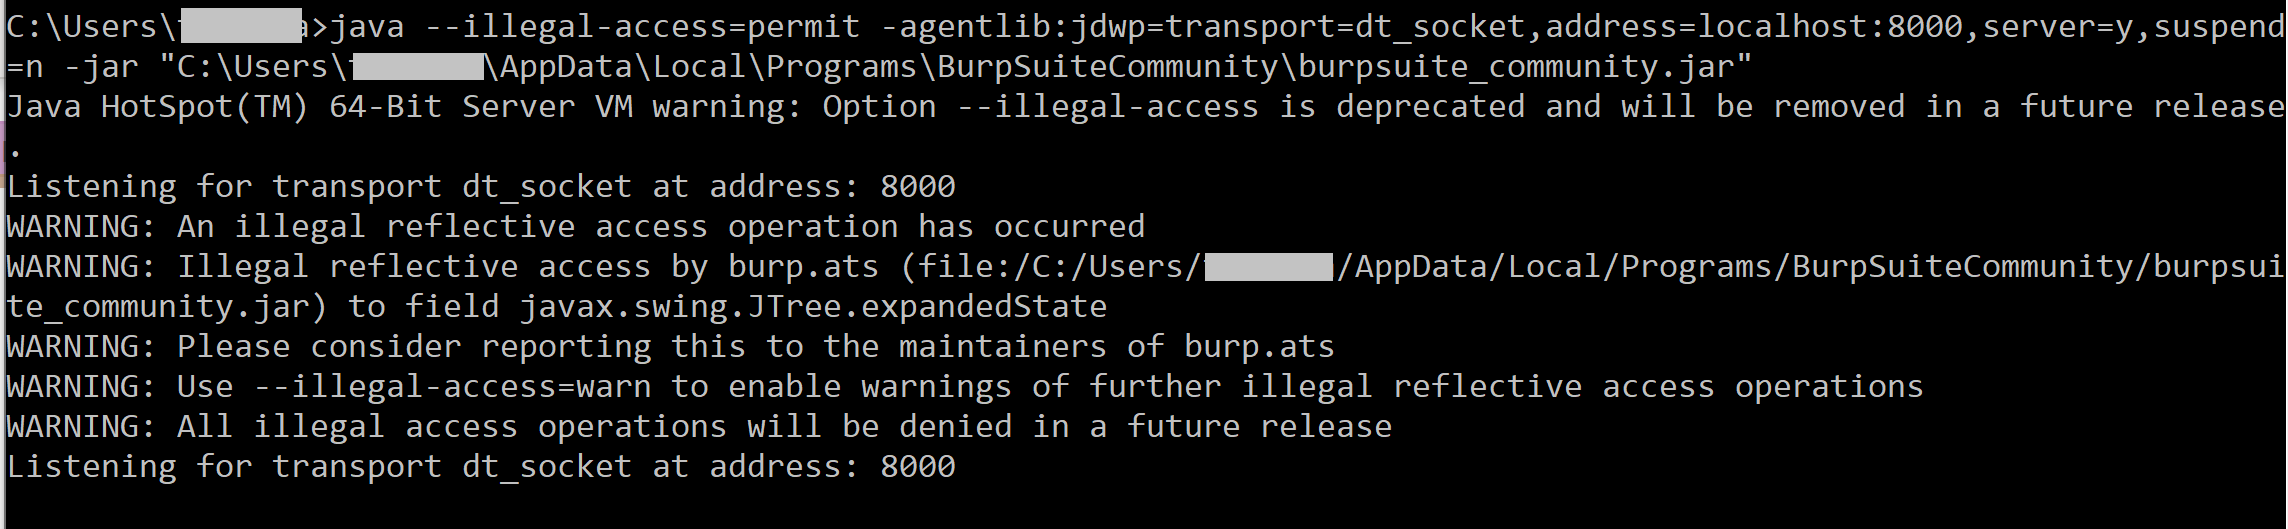 C:\Users\ >java --illegal-access=permit -agentlib:jdwp=transport=dt_socket,address=localhost:8000,server=y,suspend
=n -jar "C:\Users\ \AppData\Local\Programs\BurpSuiteCommunity\burpsuite_community.jar"
Java HotSpot(TM) 64-Bit Server VM warning: Option --illegal-access is deprecated and will be removed in a future release
.
Listening for transport dt_socket at address: 8000
WARNING: An illegal reflective access operation has occurred
WARNING: Illegal reflective access by burp.ats (file:/C:/Users/ /AppData/Local/Programs/BurpSuiteCommunity/burpsui
te_community.jar) to field javax.swing.JTree.expandedState
WARNING: Please consider reporting this to the maintainers of burp.ats
WARNING: Use --illegal-access=warn to enable warnings of further illegal reflective access operations
WARNING: All illegal access operations will be denied in a future release
Listening for transport dt_socket at address: 8000